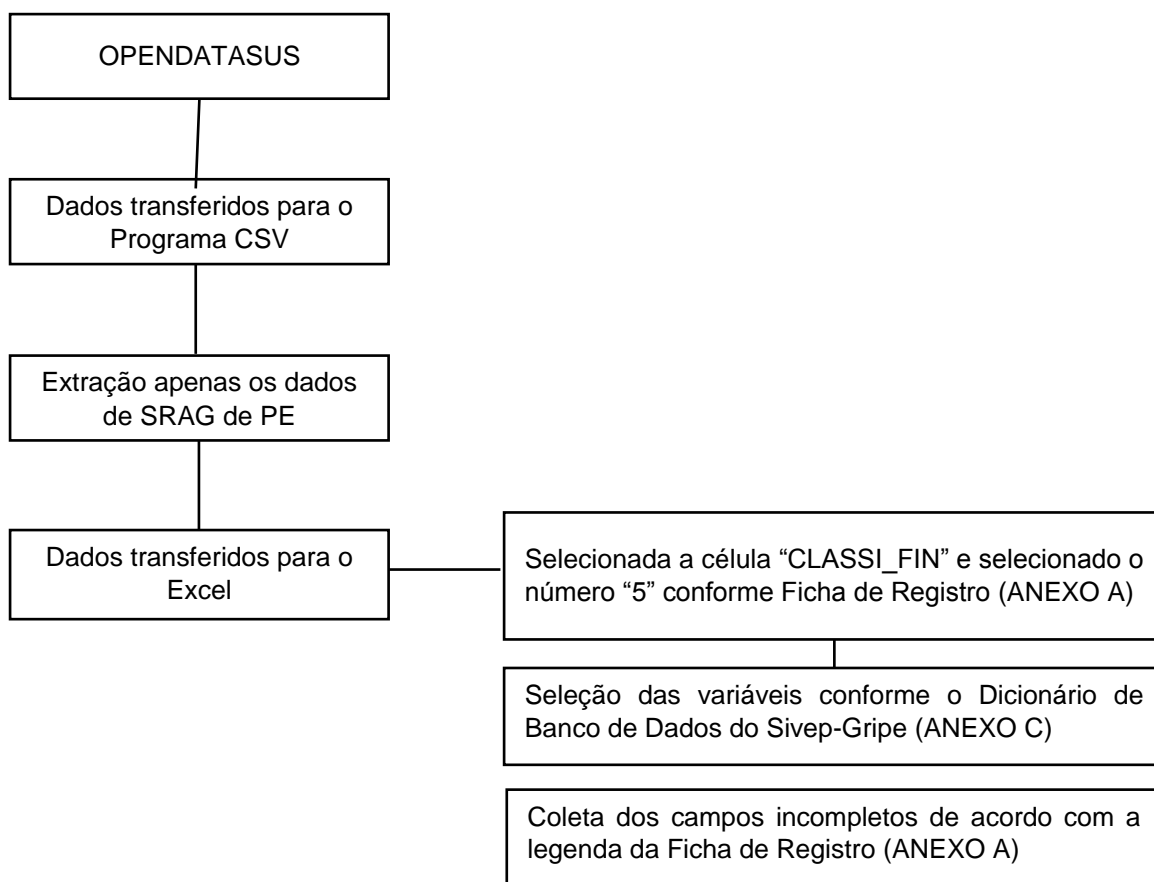 OPENDATASUS
Dados transferidos para o
Programa CSV
Extração apenas os dados
de SRAG de PE
Dados transferidos para o
Excel
Selecionada a célula “CLASSI_FIN” e selecionado o
número “5” conforme Ficha de Registro (ANEXO A)
Seleção das variáveis conforme o Dicionário de
Banco de Dados do Sivep-Gripe (ANEXO C)
Coleta dos campos incompletos de acordo com a
legenda da Ficha de Registro (ANEXO A)